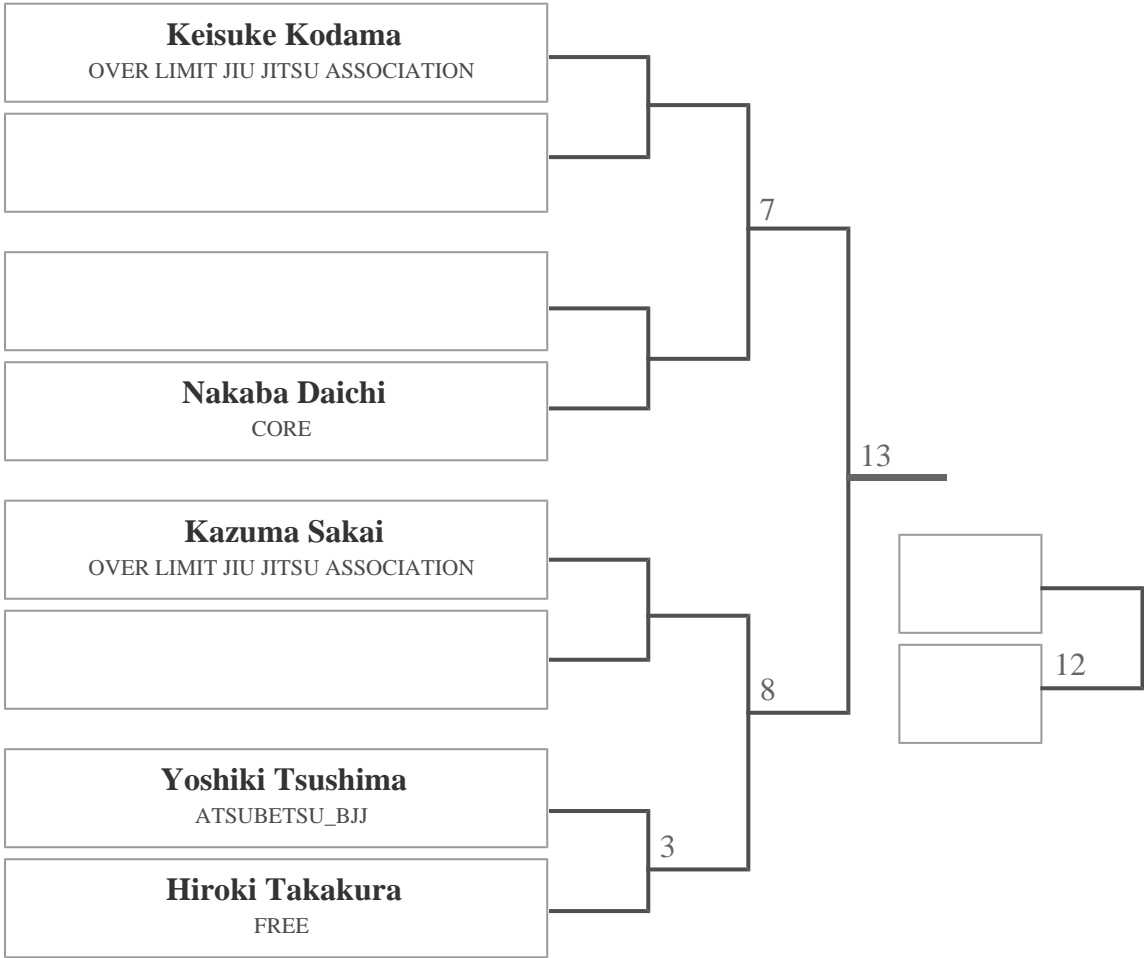 Keisuke Kodama
OVER LIMIT JIU JITSU ASSOCIATION
7
Nakaba Daichi
CORE
13
Kazuma Sakai
OVER LIMIT JIU JITSU ASSOCIATION
12
8
Yoshiki Tsushima
ATSUBETSU_BJJ
3
Hiroki Takakura
FREE